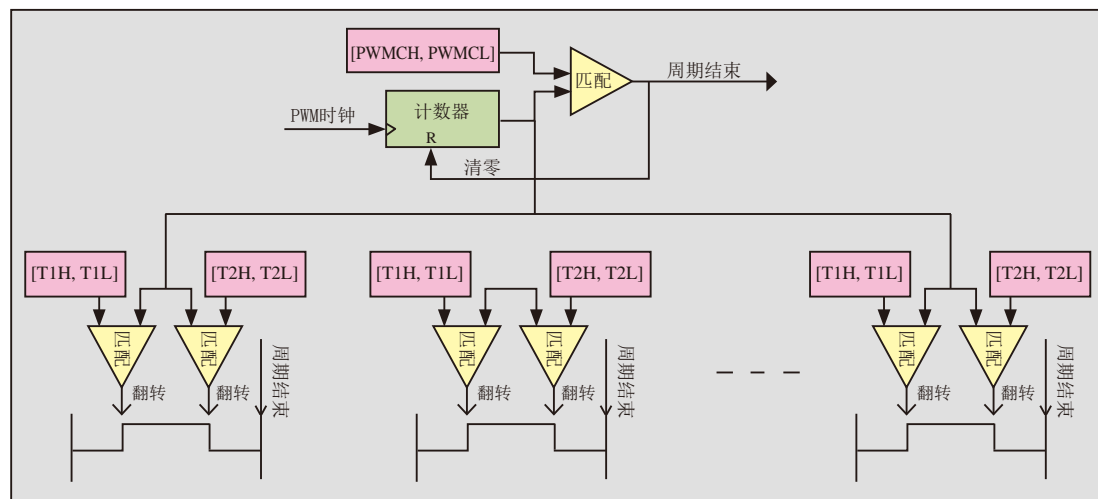 [PWMCH, PWMCL]
匹配
周期结束
PWM时钟
计数器
R
清零
[T1H, T1L]
[T2H, T2L]
匹配
匹配
翻转
翻转
周期结束
[T1H, T1L]
[T2H, T2L]
匹配
匹配
翻转
翻转
周期结束
[T1H, T1L]
[T2H, T2L]
匹配
匹配
翻转
翻转
周期结束